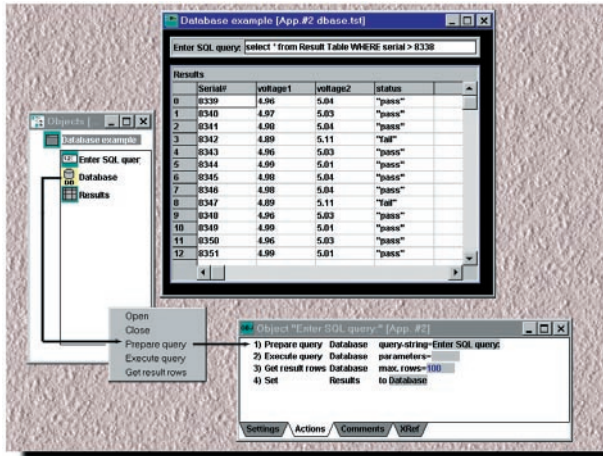 Database example [App.#2 dbase.tst]
Enter SQL query: select * from Result Table WHERE serial > 8338
Results
Serial# voltage1 voltage2 status
0 8339 4.96 5.04 "pass"
1 8340 4.97 5.03 "pass"
2 8341 4.98 5.04 "pass"
3 8342 4.89 5.11 "fail"
4 8343 4.96 5.03 "pass"
5 8344 4.99 5.01 "pass"
6 8345 4.98 5.04 "pass"
7 8346 4.98 5.04 "pass"
8 8347 4.89 5.11 "fail"
9 8348 4.96 5.03 "pass"
10 8349 4.99 5.01 "pass"
11 8350 4.96 5.03 "pass"
12 8351 4.99 5.01 "pass"
Objects [...
Database example
Enter SQL quer
Database
Results
Open
Close
Prepare query
Execute query
Get result rows
Object "Enter SQL query:" [App. #2]
1) Prepare query Database query-string=Enter SQL query:
2) Execute query Database parameters=
3) Get result rows Database max. rows=100
4) Set Results to Database
Settings Actions Comments XRef